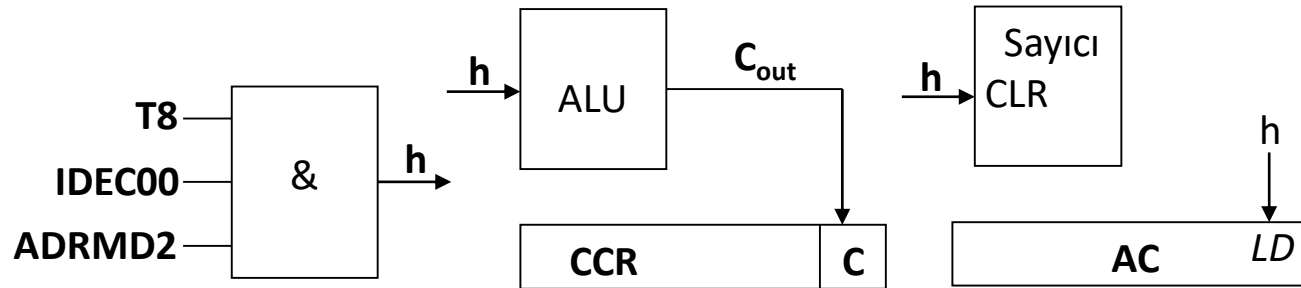 T8
IDEC00
ADRMD2
&
h
h
ALU
Cout
CCR
C
h
Sayıcı
CLR
h
AC
LD